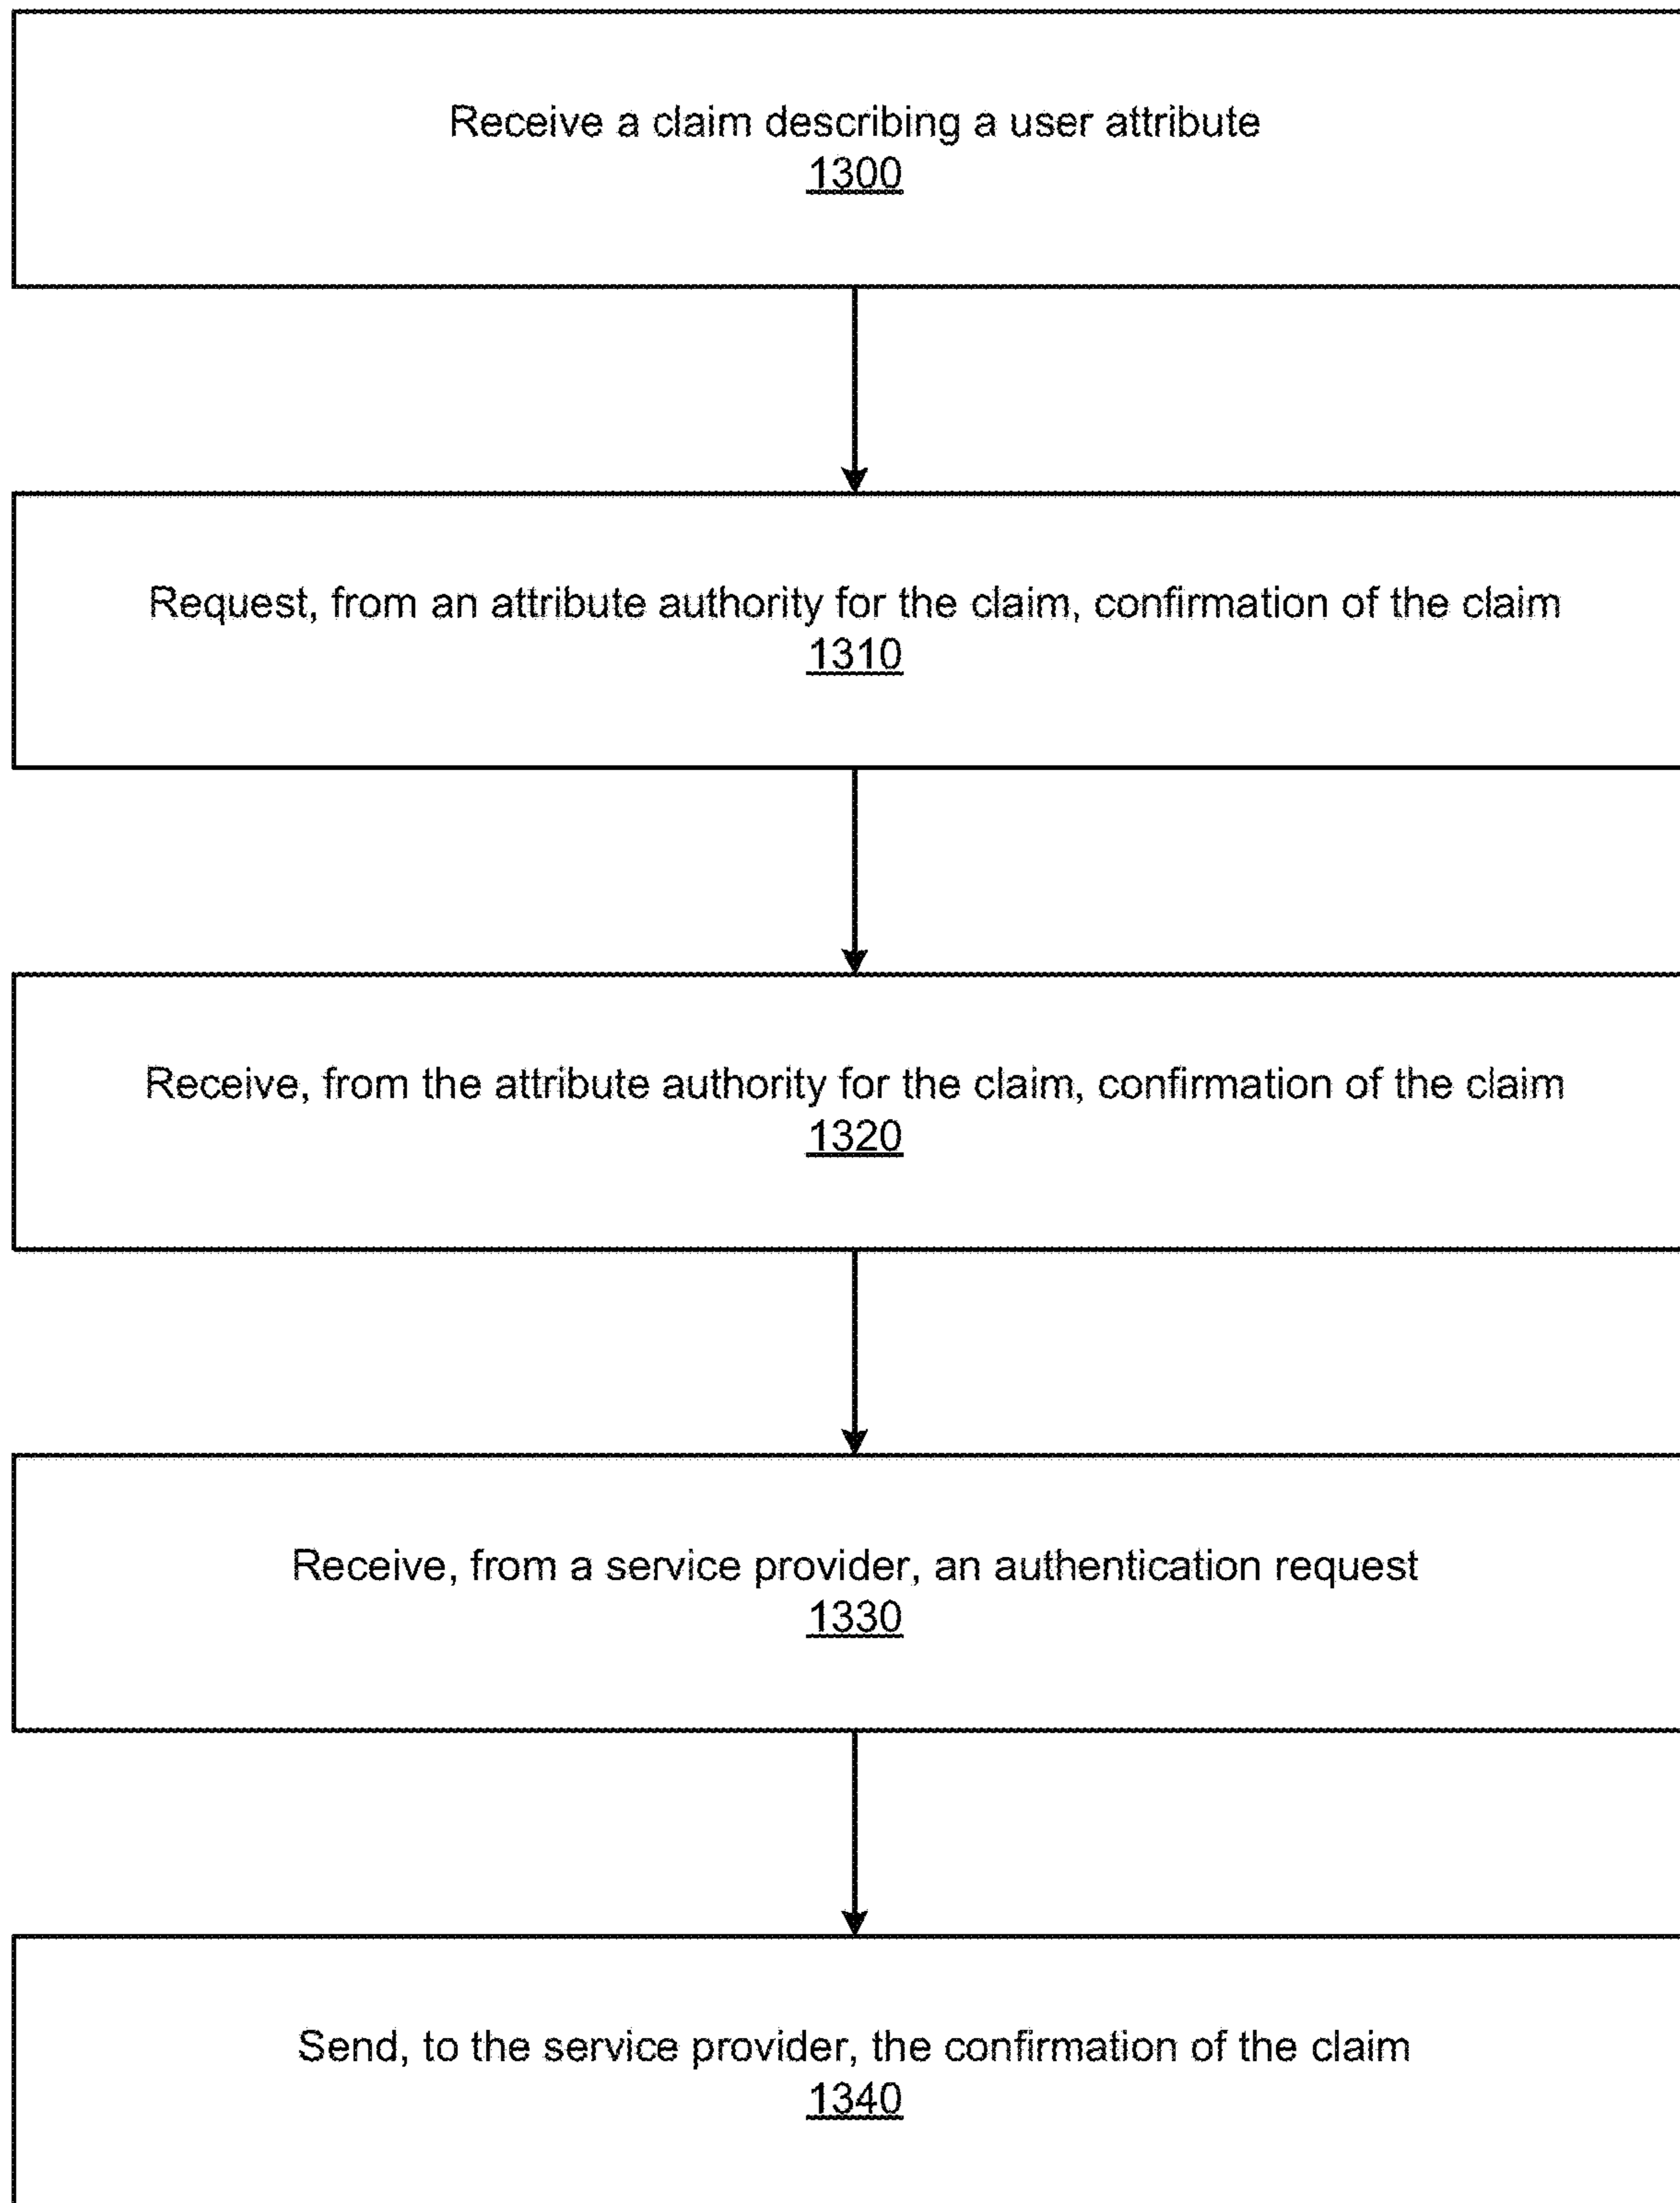 Receive a claim describing a user attribute
1300
Request, from an attribute authority for the claim, confirmation of the claim
1310
Receive, from the attribute authority for the claim, confirmation of the claim
1320
Receive, from a service provider, an authentication request
1330
Send, to the service provider, the confirmation of the claim
1340